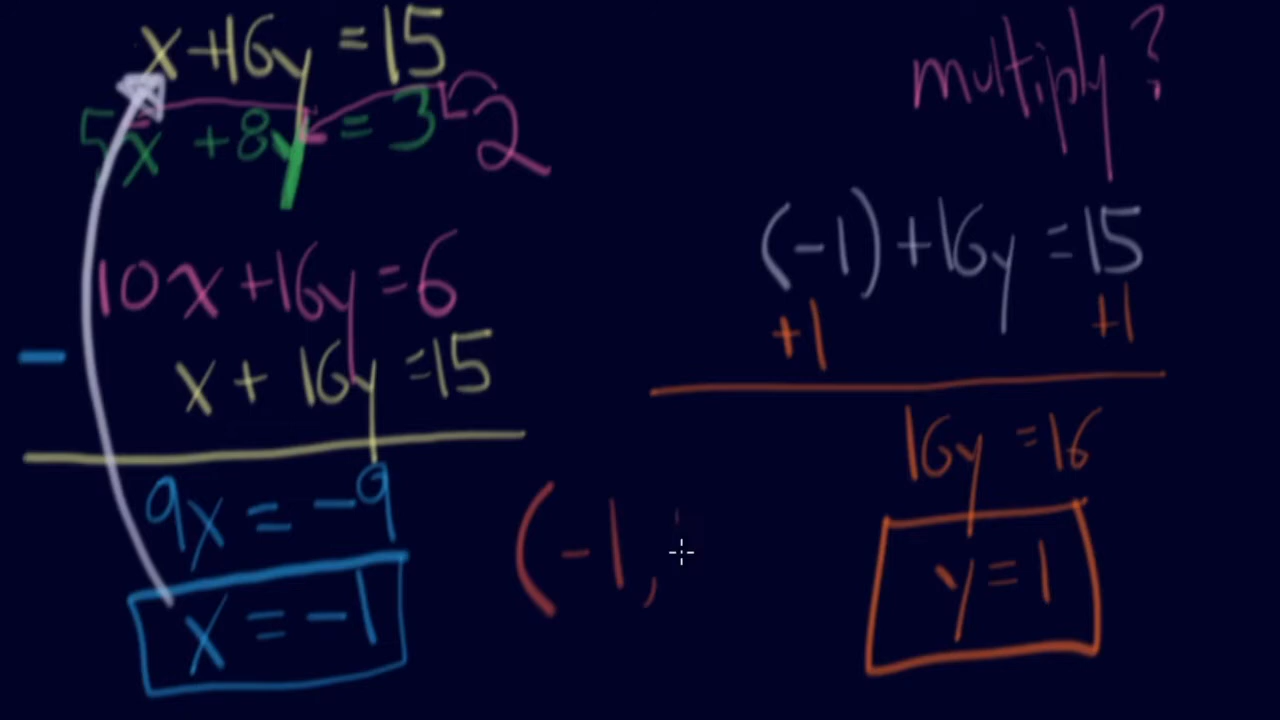 x+16y=15
5x+8y=3 2
10x+16y=6
-
x+16y=15
9x=-9
x=-1
(-1,
multiply?
(-1)+16y=15
+1 +1
16y=16
y=1